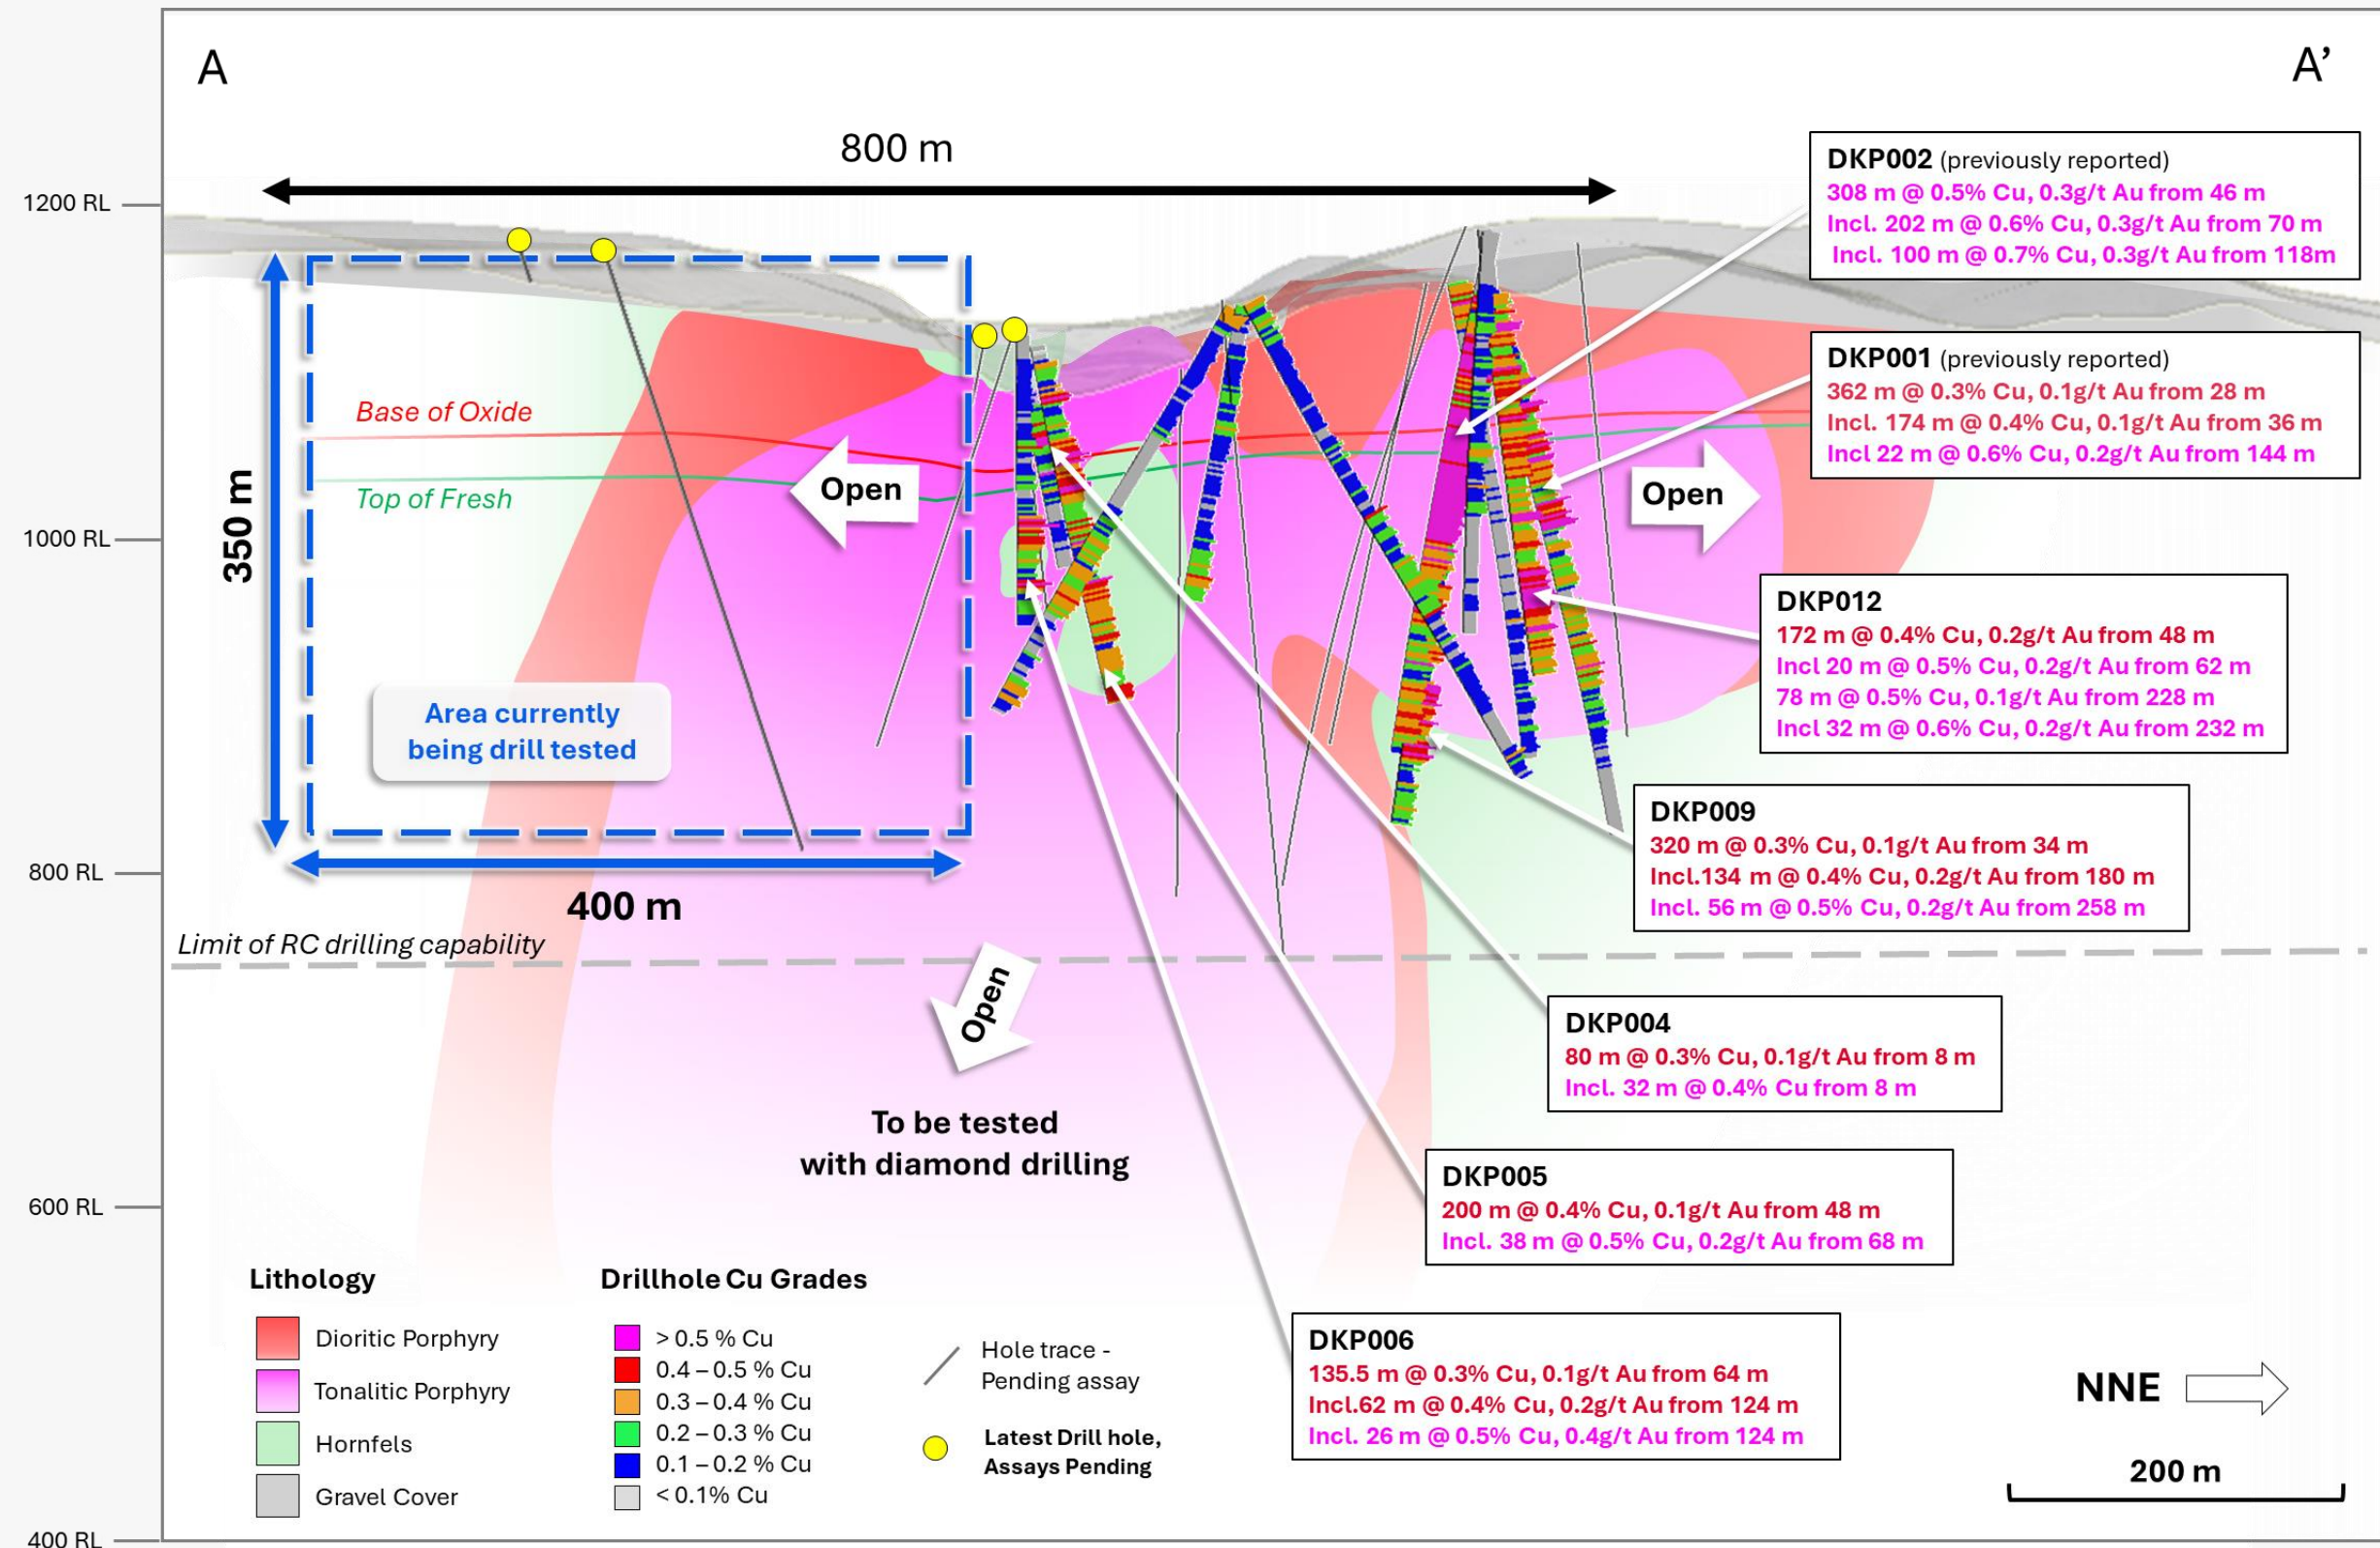 A
A’
800 m
1200 RL
1000 RL
800 RL
600 RL
400 RL
DKP002 (previously reported)
308 m @ 0.5% Cu, 0.3g/t Au from 46 m
Incl. 202 m @ 0.6% Cu, 0.3g/t Au from 70 m
Incl. 100 m @ 0.7% Cu, 0.3g/t Au from 118m
DKP001 (previously reported)
362 m @ 0.3% Cu, 0.1g/t Au from 28 m
Incl. 174 m @ 0.4% Cu, 0.1g/t Au from 36 m
Incl 22 m @ 0.6% Cu, 0.2g/t Au from 144 m
Base of Oxide
Top of Fresh
Open
Open
350 m
DKP012
172 m @ 0.4% Cu, 0.2g/t Au from 48 m
Incl 20 m @ 0.5% Cu, 0.2g/t Au from 62 m
78 m @ 0.5% Cu, 0.1g/t Au from 228 m
Incl 32 m @ 0.6% Cu, 0.2g/t Au from 232 m
Area currently
being drill tested
DKP009
320 m @ 0.3% Cu, 0.1g/t Au from 34 m
Incl.134 m @ 0.4% Cu, 0.2g/t Au from 180 m
Incl. 56 m @ 0.5% Cu, 0.2g/t Au from 258 m
400 m
Limit of RC drilling capability
Open
DKP004
80 m @ 0.3% Cu, 0.1g/t Au from 8 m
Incl. 32 m @ 0.4% Cu from 8 m
To be tested
with diamond drilling
DKP005
200 m @ 0.4% Cu, 0.1g/t Au from 48 m
Incl. 38 m @ 0.5% Cu, 0.2g/t Au from 68 m
DKP006
135.5 m @ 0.3% Cu, 0.1g/t Au from 64 m
Incl.62 m @ 0.4% Cu, 0.2g/t Au from 124 m
Incl. 26 m @ 0.5% Cu, 0.4g/t Au from 124 m
Lithology
Dioritic Porphyry
Tonalitic Porphyry
Hornfels
Gravel Cover
Drillhole Cu Grades
> 0.5 % Cu
0.4 – 0.5 % Cu
0.3 – 0.4 % Cu
0.2 – 0.3 % Cu
0.1 – 0.2 % Cu
< 0.1% Cu
Hole trace -
Pending assay
Latest Drill hole,
Assays Pending
NNE
200 m